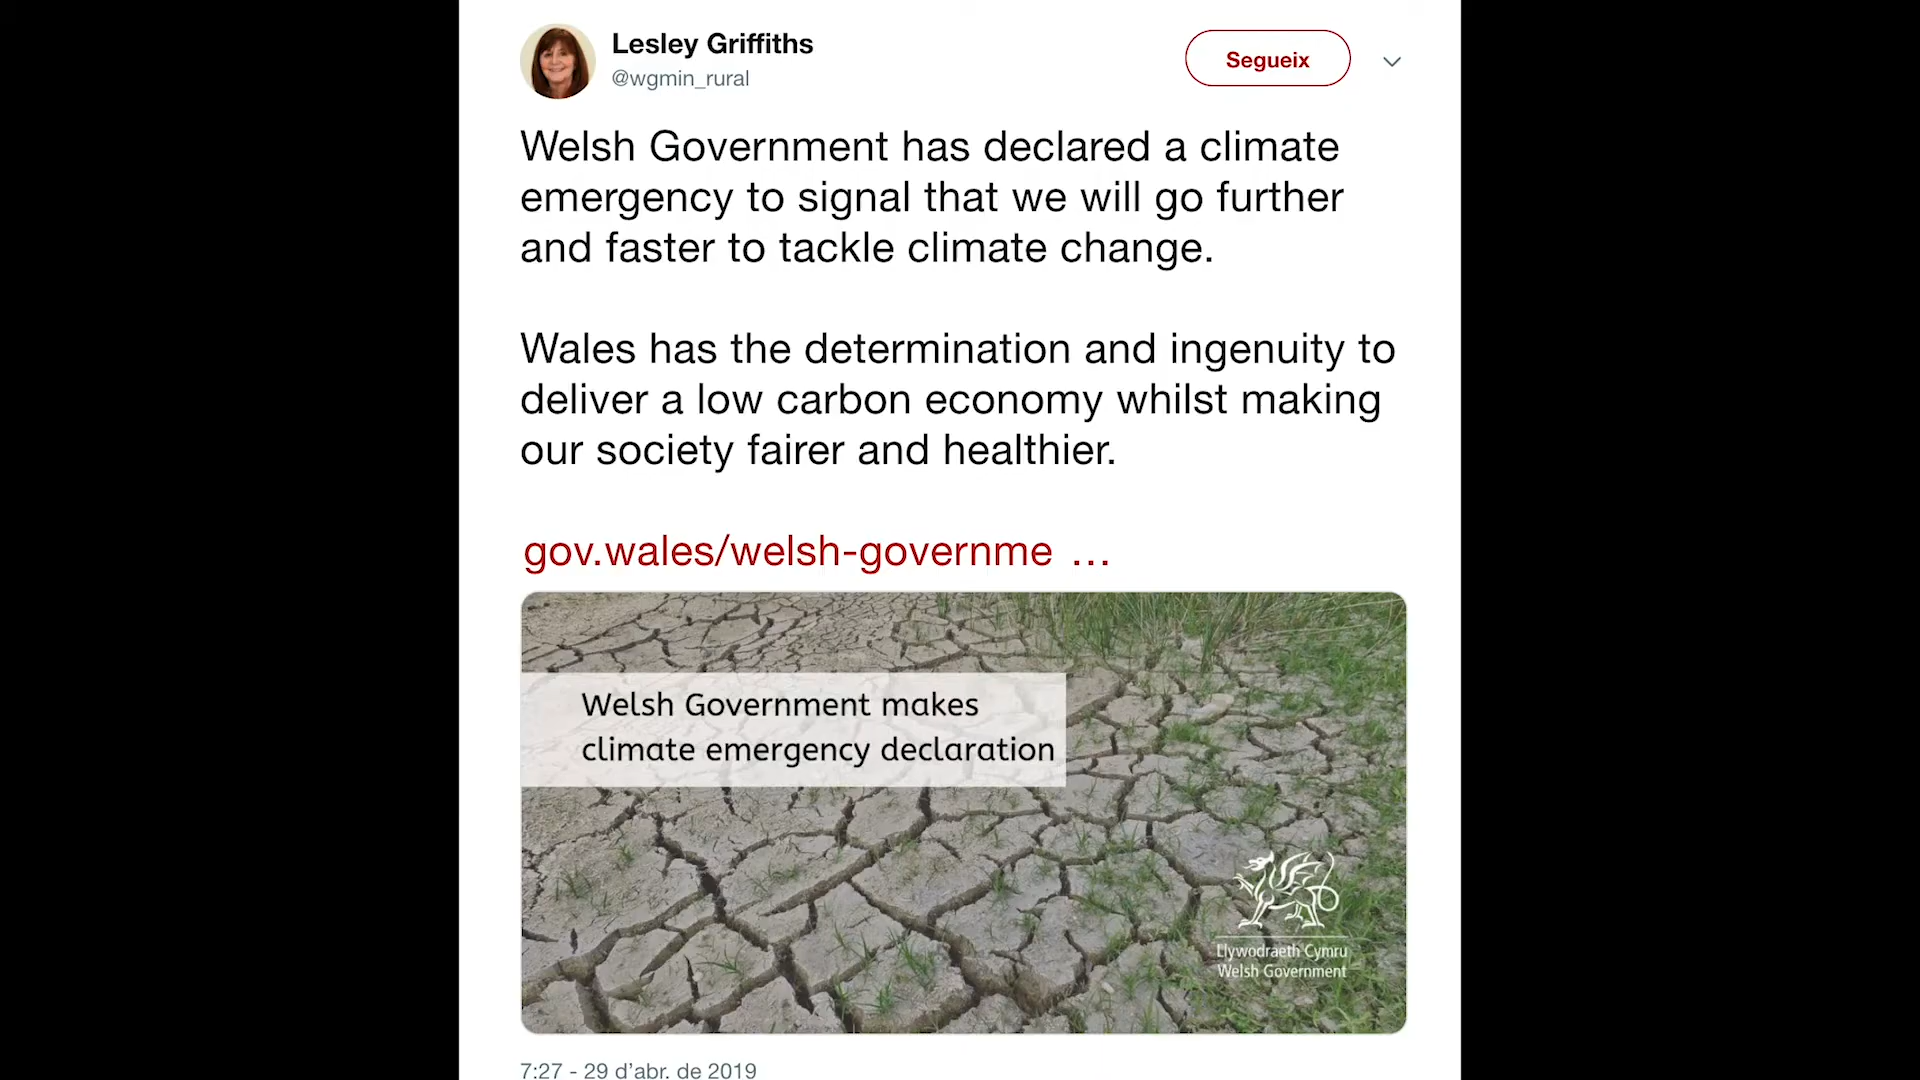 Lesley Griffiths
@wgmin_rural
Segueix
Welsh Government has declared a climate
emergency to signal that we will go further
and faster to tackle climate change.
Wales has the determination and ingenuity to
deliver a low carbon economy whilst making
our society fairer and healthier.
gov.wales/welsh-governme …
Welsh Government makes
climate emergency declaration
Llywodraeth Cymru
Welsh Government
7:27 - 29 d’abr. de 2019